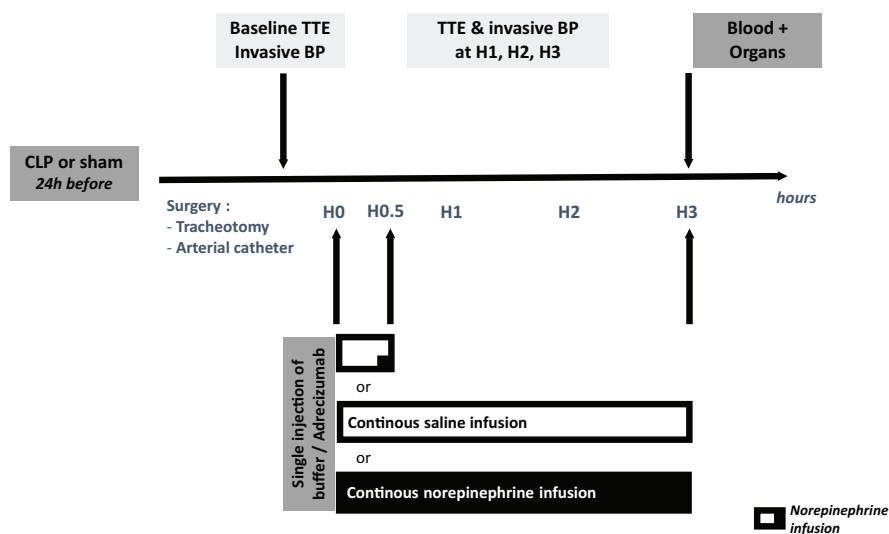 Baseline TTE
Invasive BP
TTE & invasive BP
at H1, H2, H3
Blood +
Organs
CLP or sham
24h before
hours
Surgery :
- Tracheotomy
- Arterial catheter
H0
H0.5
H1
H2
H3
Single injection of
buffer / Adrecizumab
or
Continous saline infusion
or
Continous norepinephrine infusion
Norepinephrine
infusion